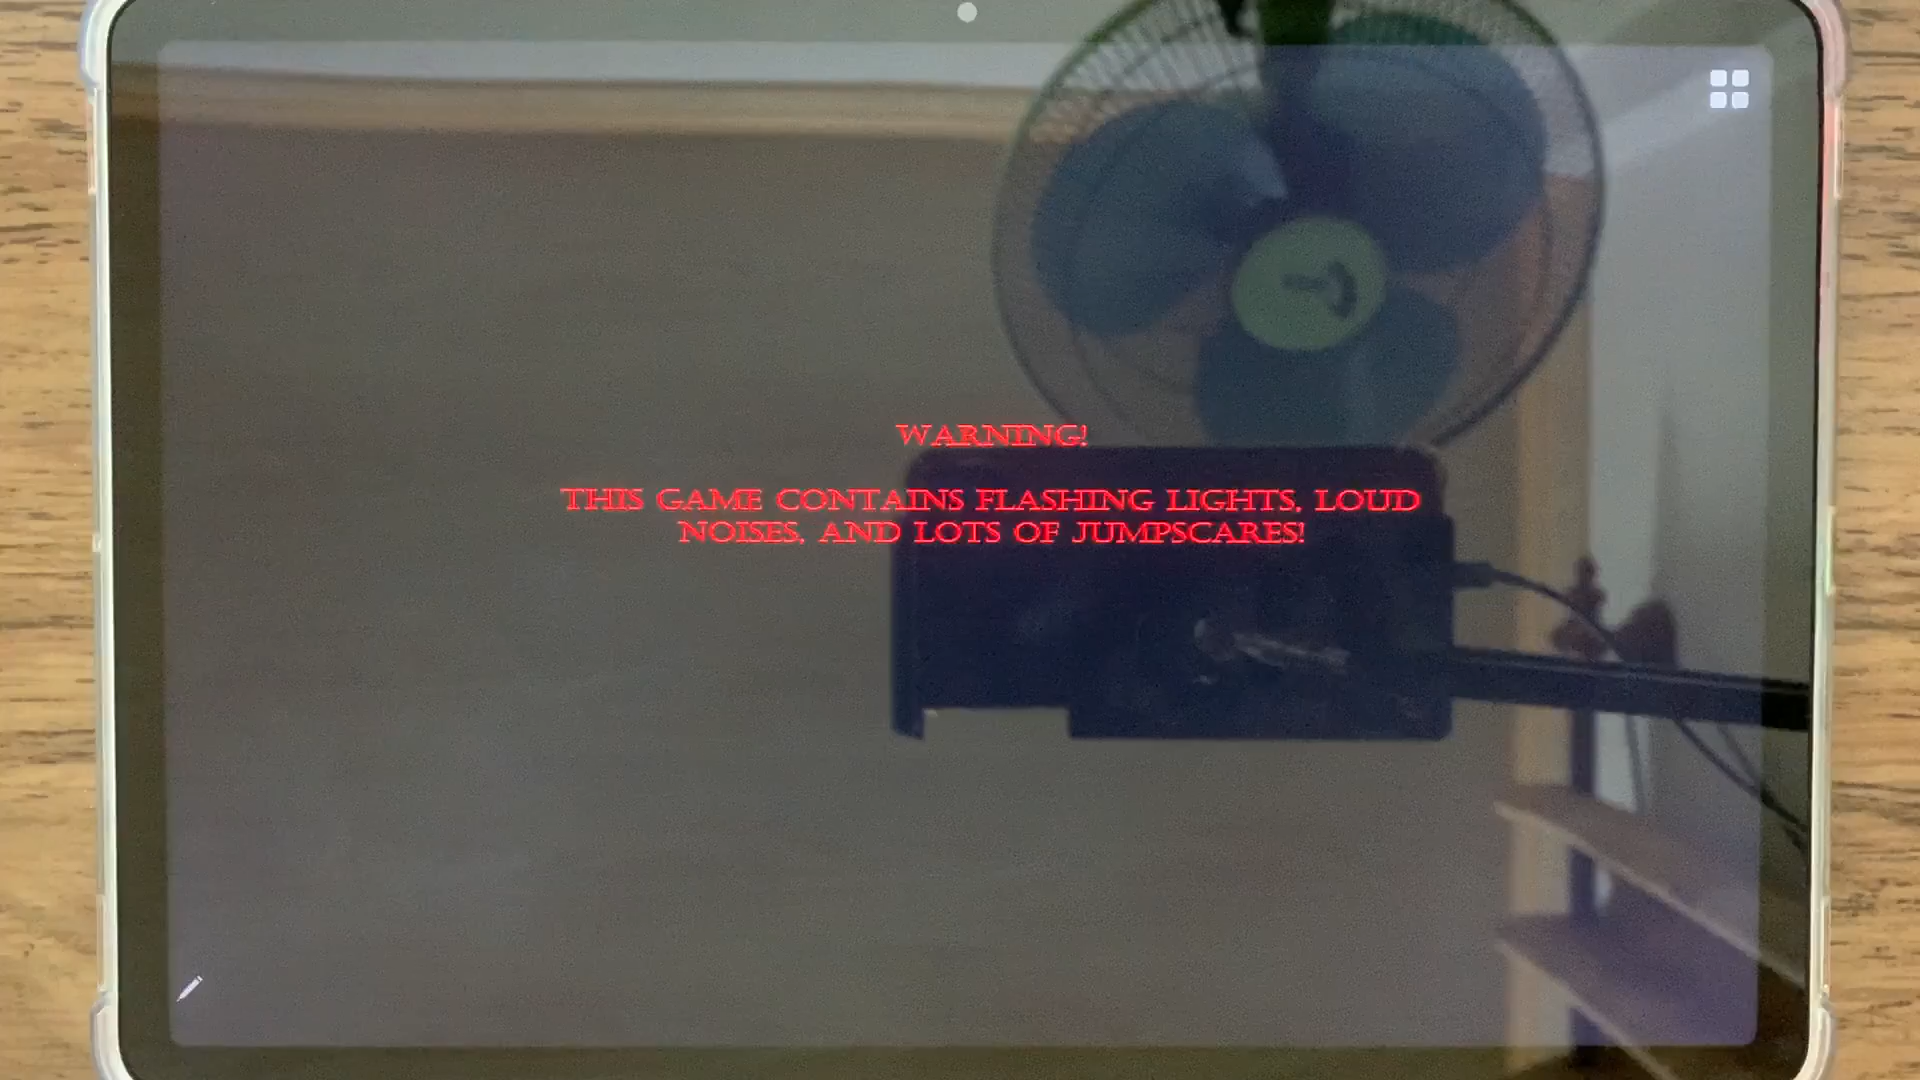 WARNING!
THIS GAME CONTAINS FLASHING LIGHTS, LOUD
NOISES, AND LOTS OF JUMPSCARES!